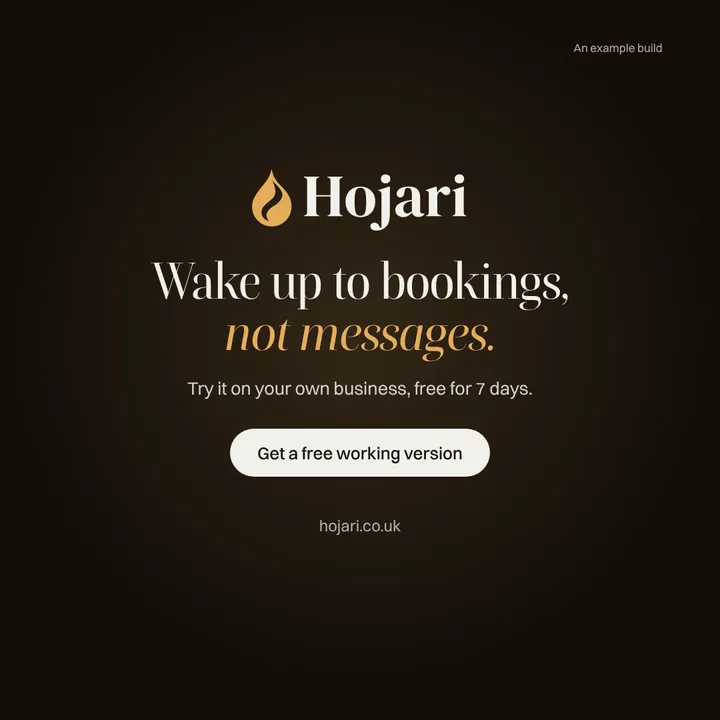 An example build
Hojari
Wake up to bookings,
not messages.
Try it on your own business, free for 7 days.
Get a free working version
hojari.co.uk